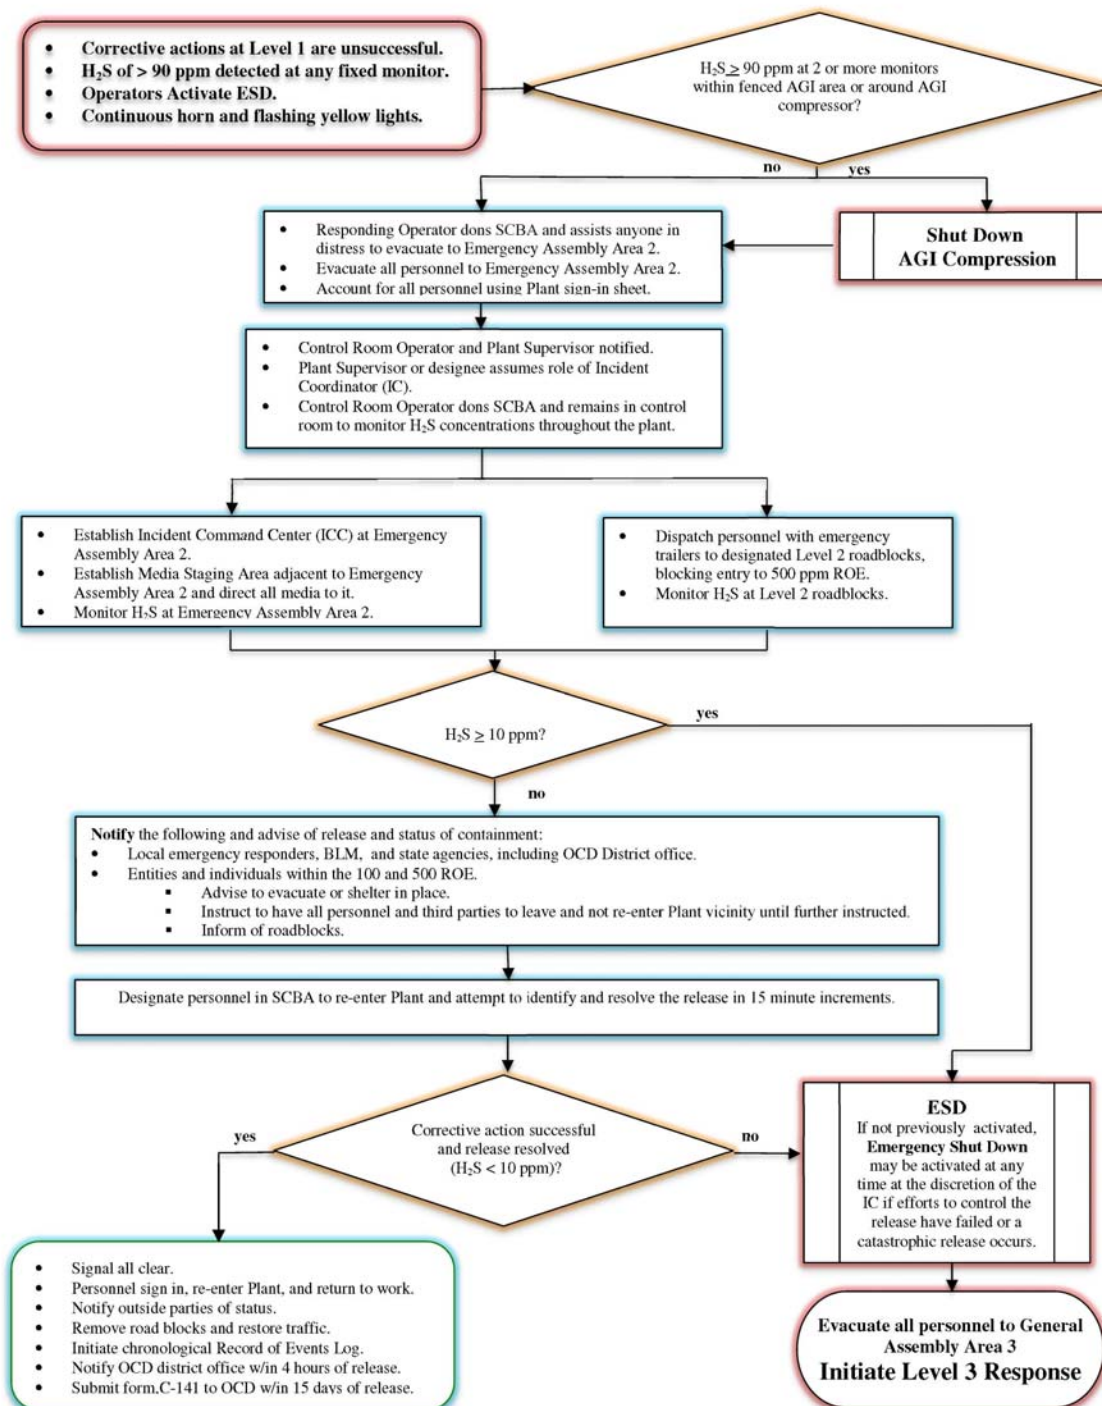 • Corrective actions at Level 1 are unsuccessful.
• H₂S of > 90 ppm detected at any fixed monitor.
• Operators Activate ESD.
• Continuous horn and flashing yellow lights.
H₂S ≥ 90 ppm at 2 or more monitors
within fenced AGI area or around AGI
compressor?
no
yes
• Responding Operator dons SCBA and assists anyone in
distress to evacuate to Emergency Assembly Area 2.
• Evacuate all personnel to Emergency Assembly Area 2.
• Account for all personnel using Plant sign-in sheet.
Shut Down
AGI Compression
• Control Room Operator and Plant Supervisor notified.
• Plant Supervisor or designee assumes role of Incident
Coordinator (IC).
• Control Room Operator dons SCBA and remains in control
room to monitor H₂S concentrations throughout the plant.
• Establish Incident Command Center (ICC) at Emergency
Assembly Area 2.
• Establish Media Staging Area adjacent to Emergency
Assembly Area 2 and direct all media to it.
• Monitor H₂S at Emergency Assembly Area 2.
• Dispatch personnel with emergency
trailers to designated Level 2 roadblocks,
blocking entry to 500 ppm ROE.
• Monitor H₂S at Level 2 roadblocks.
H₂S ≥ 10 ppm?
yes
no
Notify the following and advise of release and status of containment:
• Local emergency responders, BLM, and state agencies, including OCD District office.
• Entities and individuals within the 100 and 500 ROE.
▪ Advise to evacuate or shelter in place.
▪ Instruct to have all personnel and third parties to leave and not re-enter Plant vicinity until further instructed.
▪ Inform of roadblocks.
Designate personnel in SCBA to re-enter Plant and attempt to identify and resolve the release in 15 minute increments.
Corrective action successful
and release resolved
(H₂S < 10 ppm)?
yes
no
ESD
If not previously activated,
Emergency Shut Down
may be activated at any
time at the discretion of the
IC if efforts to control the
release have failed or a
catastrophic release occurs.
• Signal all clear.
• Personnel sign in, re-enter Plant, and return to work.
• Notify outside parties of status.
• Remove road blocks and restore traffic.
• Initiate chronological Record of Events Log.
• Notify OCD district office w/in 4 hours of release.
• Submit form.C-141 to OCD w/in 15 days of release.
Evacuate all personnel to General
Assembly Area 3
Initiate Level 3 Response